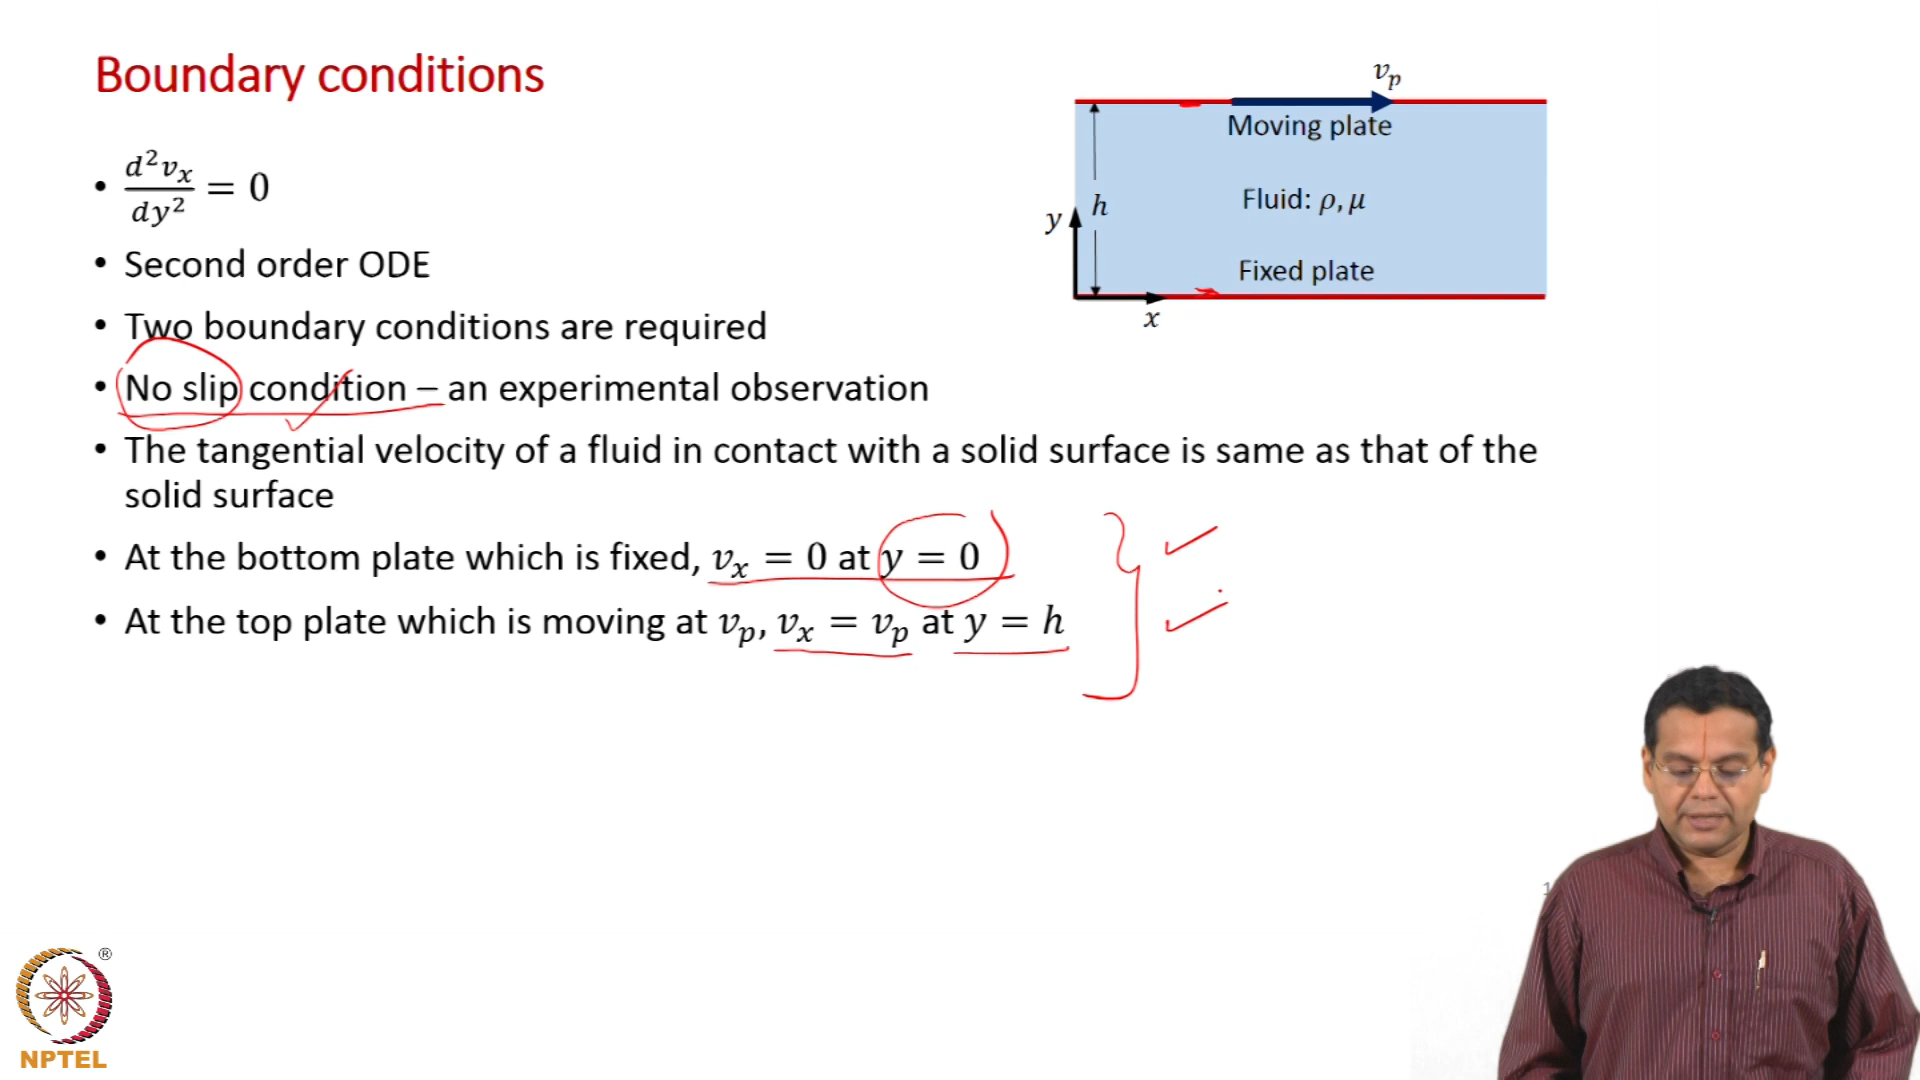 Boundary conditions
• d²vₓ/dy² = 0
• Second order ODE
• Two boundary conditions are required
• No slip condition – an experimental observation
• The tangential velocity of a fluid in contact with a solid surface is same as that of the
solid surface
• At the bottom plate which is fixed, vₓ = 0 at y = 0
• At the top plate which is moving at vₚ, vₓ = vₚ at y = h
vₚ
Moving plate
h
Fluid: ρ, μ
y
Fixed plate
x
1
®
NPTEL